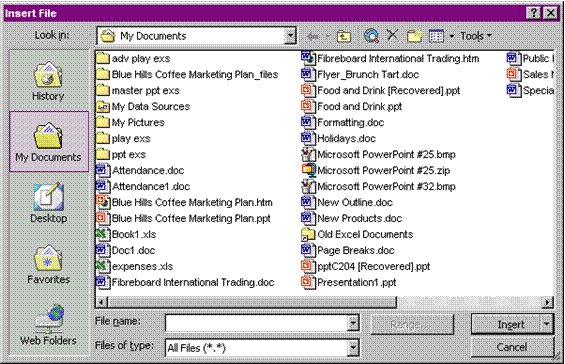 Insert File
Look in: My Documents Tools
History
My Documents
Desktop
Favorites
Web Folders
adv play exs
Blue Hills Coffee Marketing Plan_files
master ppt exs
My Data Sources
My Pictures
play exs
ppt exs
Attendance.doc
Attendance1.doc
Blue Hills Coffee Marketing Plan.htm
Blue Hills Coffee Marketing Plan.ppt
Book1.xls
Doc1.doc
expenses.xls
Fibreboard International Trading.doc
Fibreboard International Trading.htm
Flyer_Brunch Tart.doc
Food and Drink [Recovered].ppt
Food and Drink.ppt
Formatting.doc
Holidays.doc
Microsoft PowerPoint #25.bmp
Microsoft PowerPoint #25.zip
Microsoft PowerPoint #32.bmp
New Outline.doc
New Products.doc
Old Excel Documents
Page Breaks.doc
pptC204 [Recovered].ppt
Presentation1.ppt
Public
Sales
Specia
File name: Range... Insert
Files of type: All Files (*.*) Cancel